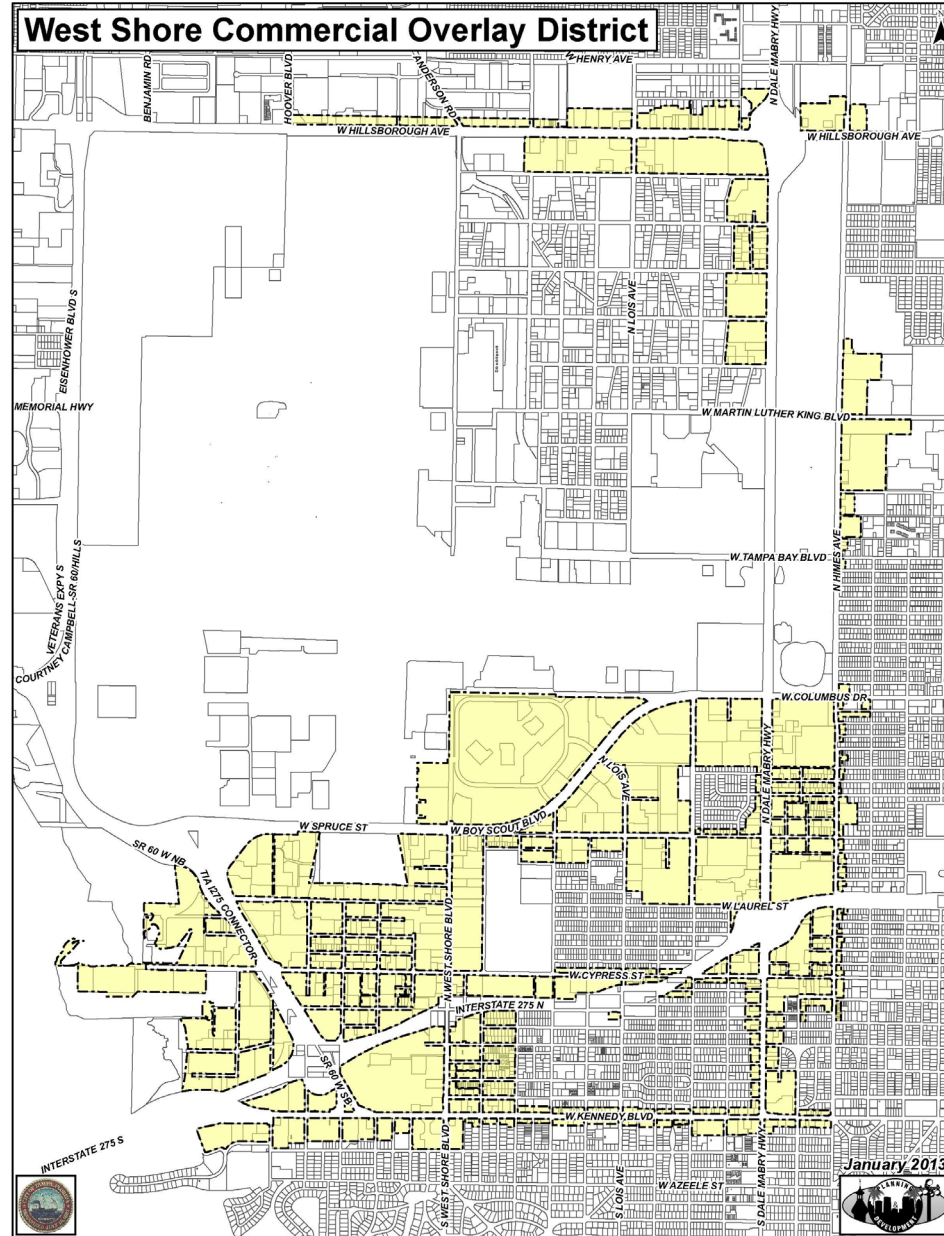 West Shore Commercial Overlay District
BENJAMIN RD
HOOVER BLVD
ANDERSON RD
W HENRY AVE
N DALE MABRY HWY
W HILLSBOROUGH AVE
W HILLSBOROUGH AVE
EISENHOWER BLVD S
N LOIS AVE
MEMORIAL HWY
W MARTIN LUTHER KING BLVD
W TAMPA BAY BLVD
N HIMES AVE
VETERANS EXPY S
COURTNEY CAMPBELL-SR 60/HILLS
W COLUMBUS DR
N LOIS AVE
N DALE MABRY HWY
W SPRUCE ST
W BOY SCOUT BLVD
SR 60 W NB
TIA I275 CONNECTOR
W LAUREL ST
N WEST SHORE BLVD
W CYPRESS ST
INTERSTATE 275 N
SR 60 W SB
W KENNEDY BLVD
INTERSTATE 275 S
S WEST SHORE BLVD
S LOIS AVE
W AZEELE ST
S DALE MABRY HWY
January 2013
PLANNING
&
DEVELOPMENT